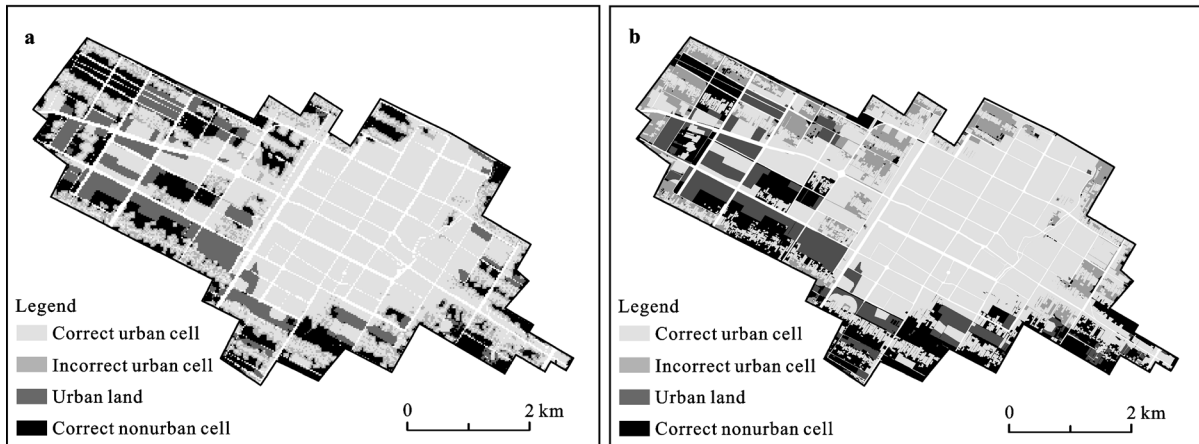 a
Legend
Correct urban cell
Incorrect urban cell
Urban land
Correct nonurban cell
0 2 km
b
Legend
Correct urban cell
Incorrect urban cell
Urban land
Correct nonurban cell
0 2 km